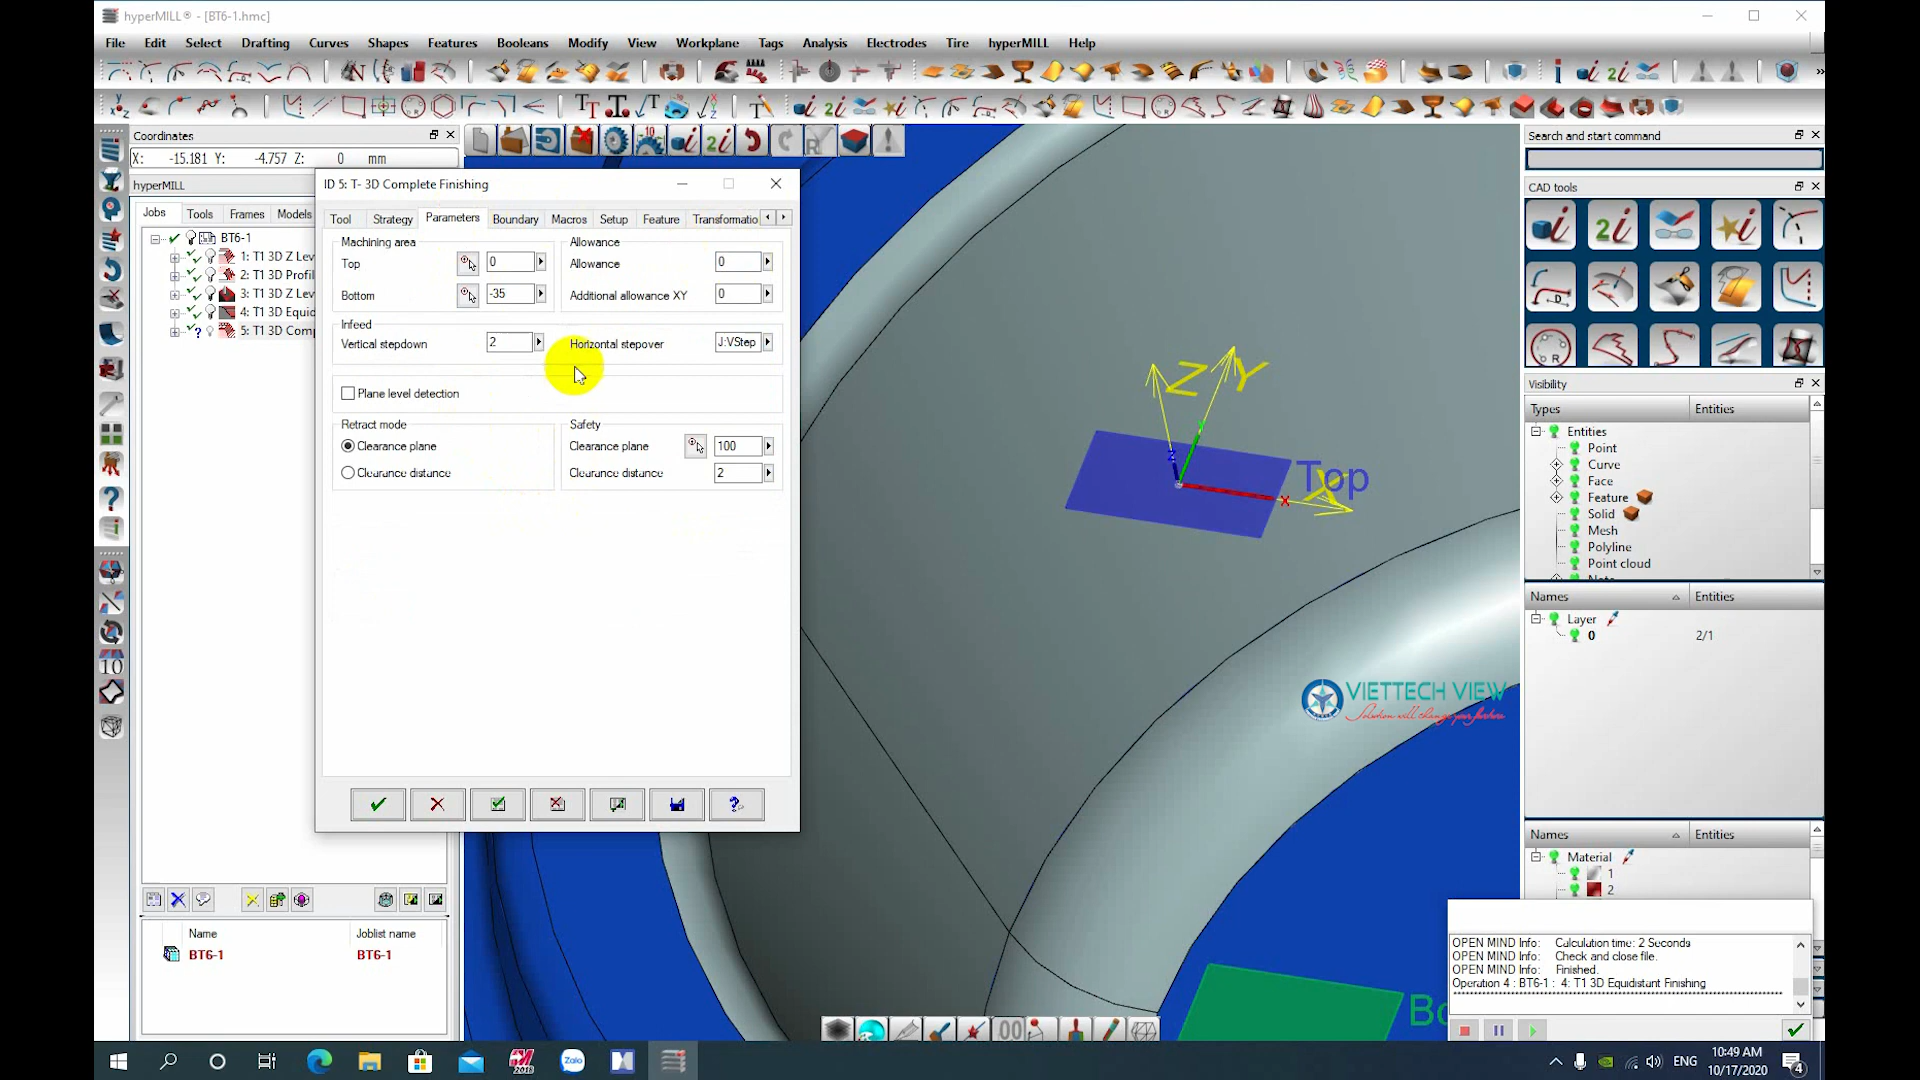 hyperMILL® - [BT6-1.hmc]
File Edit Select Drafting Curves Shapes Features Booleans Modify View Workplane Tags Analysis Electrodes Tire hyperMILL Help
Coordinates
X: -15.181 Y: -4.757 Z: 0 mm
hyperMILL
Jobs Tools Frames Models
BT6-1
1: T1 3D Z Lev
2: T1 3D Profil
3: T1 3D Z Lev
4: T1 3D Equid
5: T1 3D Comp
Name Joblist name
BT6-1 BT6-1
ID 5: T- 3D Complete Finishing
Tool Strategy Parameters Boundary Macros Setup Feature Transformatio
Machining area
Top 0
Bottom -35
Allowance
Allowance 0
Additional allowance XY 0
Infeed
Vertical stepdown 2
Horizontal stepover J:VStep
Plane level detection
Retract mode
Clearance plane
Clearance distance
Safety
Clearance plane 100
Clearance distance 2
Z Y X
Top
VIETTECH VIEW
Solution will change your future
Search and start command
CAD tools
Visibility
Types Entities
Entities
Point
Curve
Face
Feature
Solid
Mesh
Polyline
Point cloud
Names Entities
Layer
0 2/1
Names Entities
Material
1
2
OPEN MIND Info: Calculation time: 2 Seconds
OPEN MIND Info: Check and close file.
OPEN MIND Info: Finished.
Operation 4 : BT6-1 : 4: T1 3D Equidistant Finishing
ENG
10:49 AM
10/17/2020